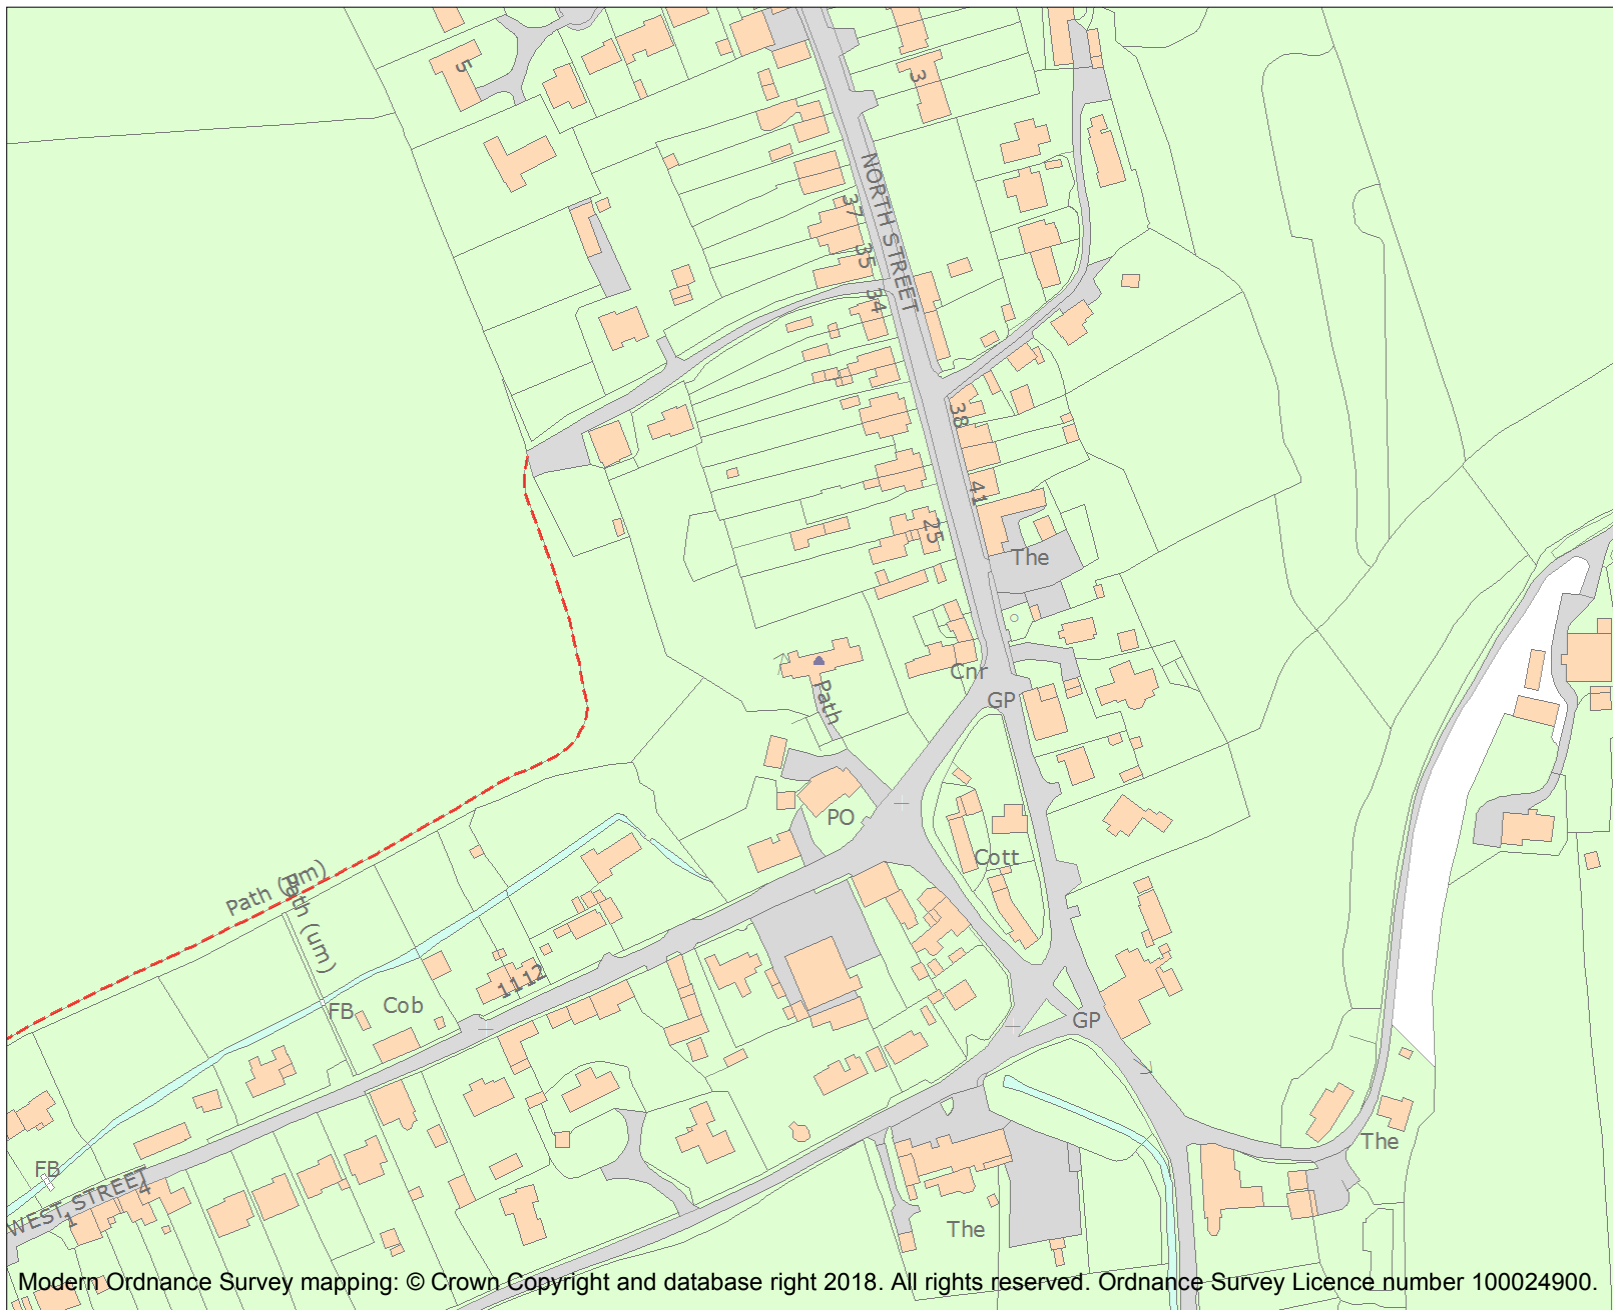 5
3
NORTH STREET
37
35
34
38
41
25
The
Cnr
GP
Path
PO
Cott
Path (um)
Path (um)
1112
FB
Cob
GP
The
FB
WEST STREET
4
1
The
Modern Ordnance Survey mapping: © Crown Copyright and database right 2018. All rights reserved. Ordnance Survey Licence number 100024900.